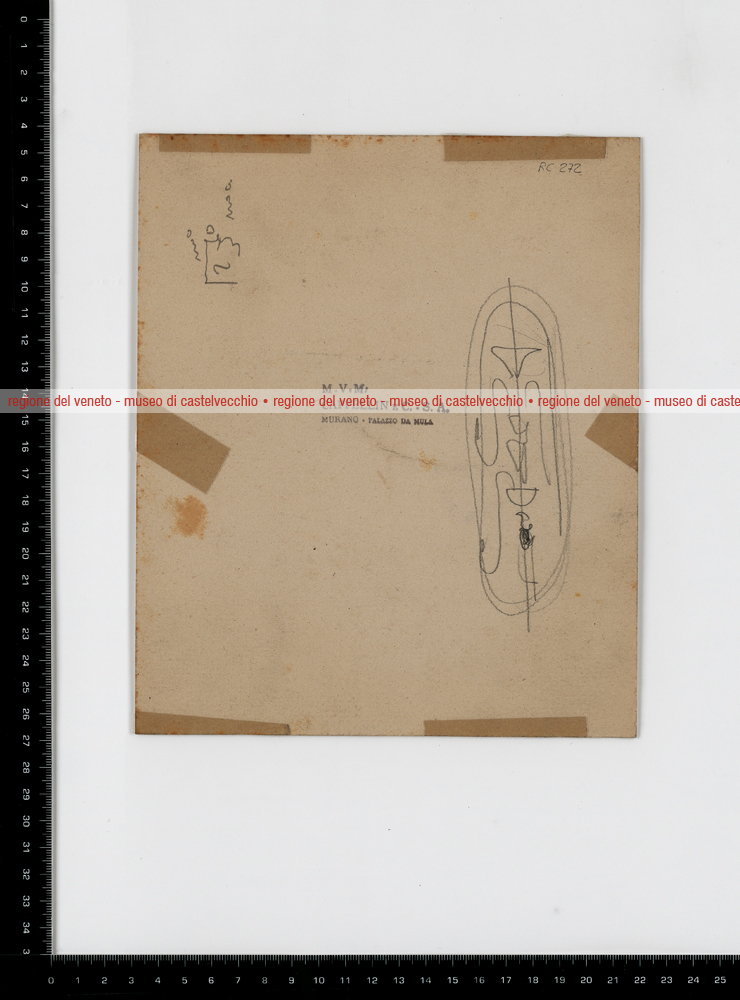 RC 272
regione del veneto - museo di castelvecchio • regione del veneto - museo di castelvecchio • regione del veneto - museo di caste
M.V.M.
CAPPELLIN & C. · S. A.
MURANO - PALAZZO DA MULA
0 1 2 3 4 5 6 7 8 9 10 11 12 13 14 15 16 17 18 19 20 21 22 23 24 25 26 27 28 29 30 31 32 33 34 3
0 1 2 3 4 5 6 7 8 9 10 11 12 13 14 15 16 17 18 19 20 21 22 23 24 25